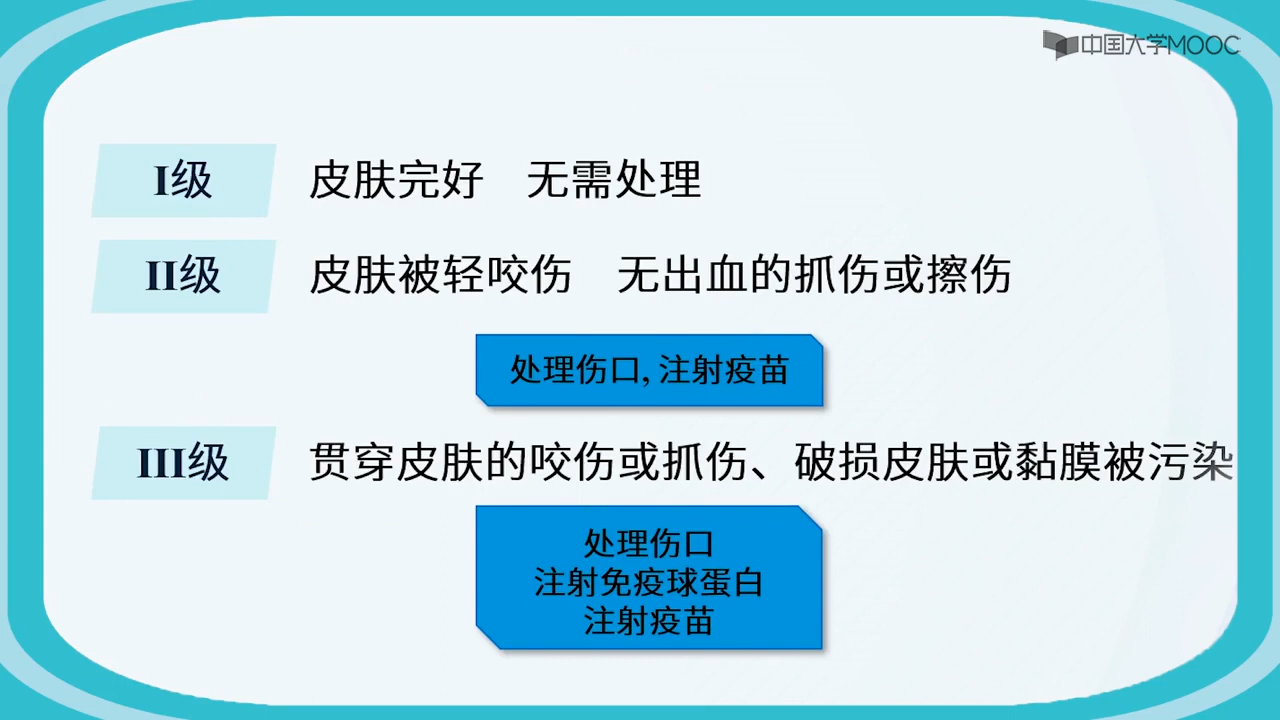 中国大学MOOC
I级 皮肤完好 无需处理
II级 皮肤被轻咬伤 无出血的抓伤或擦伤
处理伤口, 注射疫苗
III级 贯穿皮肤的咬伤或抓伤、破损皮肤或黏膜被污染
处理伤口
注射免疫球蛋白
注射疫苗